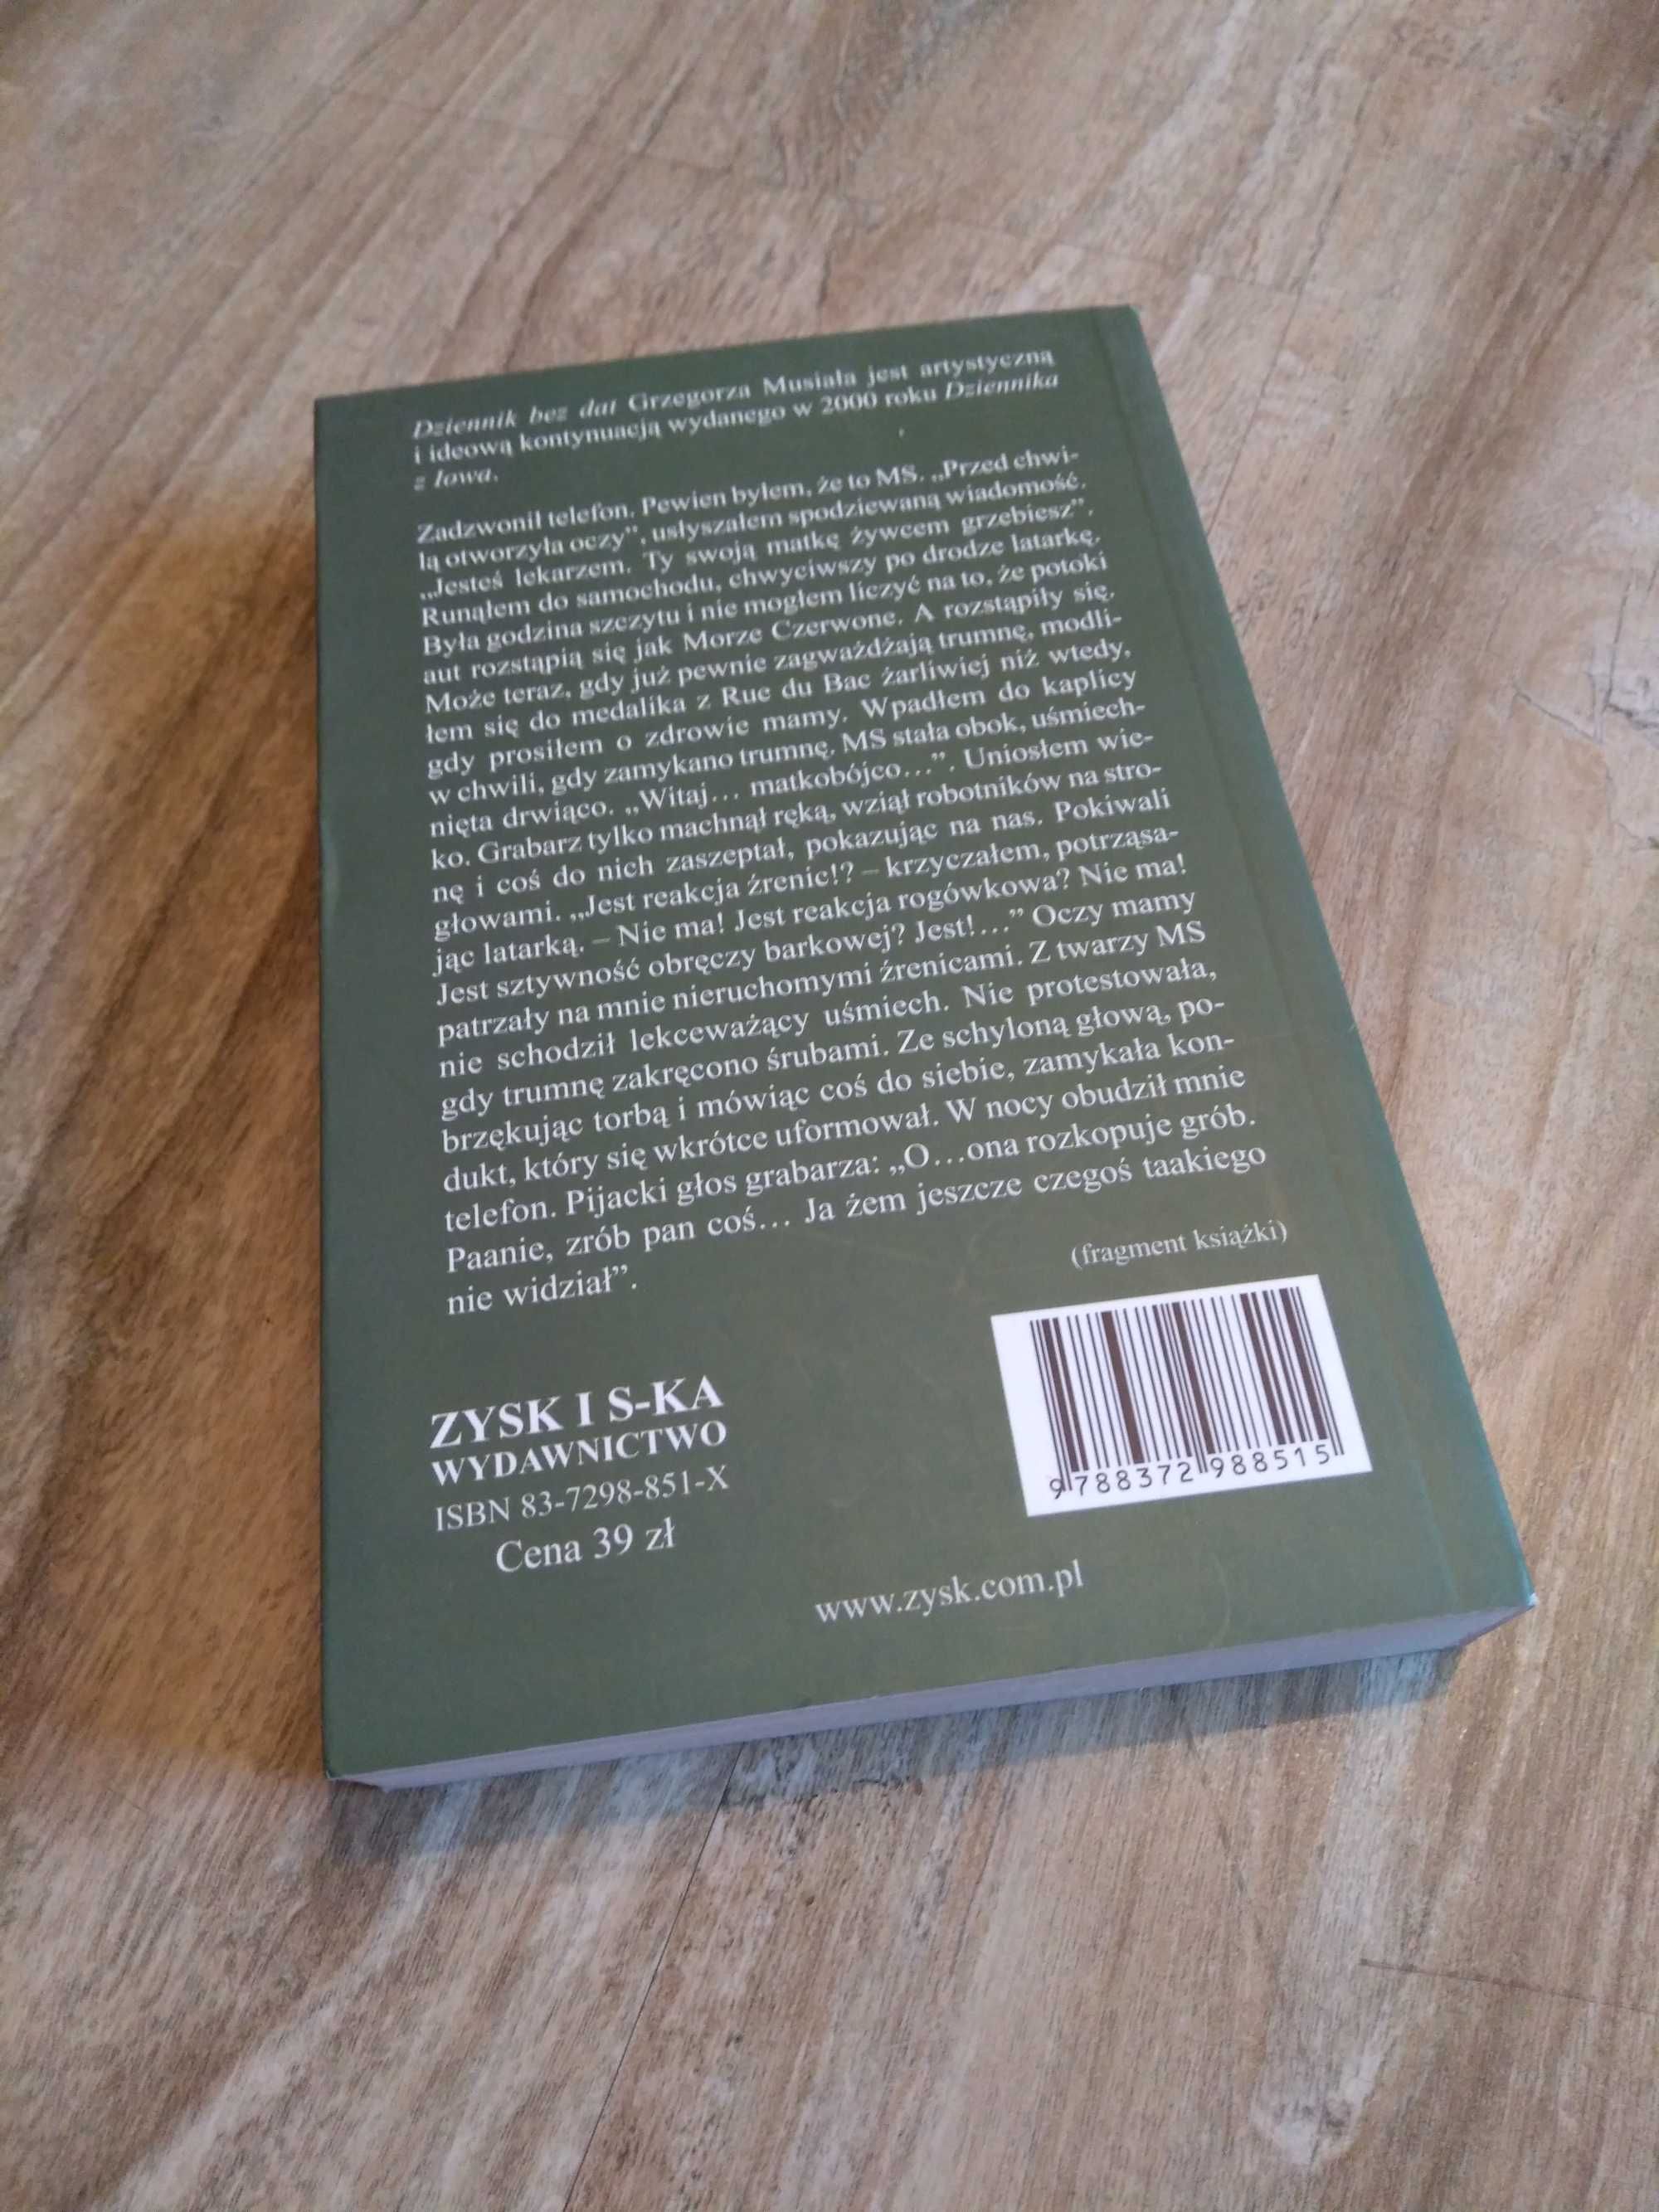 Dziennik bez dat Grzegorza Musiała jest artystyczną
i ideową kontynuacją wydanego w 2000 roku Dziennika
z Iowa.
Zadzwonił telefon. Pewien byłem, że to MS. „Przed chwi-
lą otworzyła oczy”, usłyszałem spodziewaną wiadomość.
„Jesteś lekarzem. Ty swoją matkę żywcem grzebiesz”.
Runąłem do samochodu, chwyciwszy po drodze latarkę.
Była godzina szczytu i nie mogłem liczyć na to, że potoki
aut rozstąpią się jak Morze Czerwone. A rozstąpiły się.
Może teraz, gdy już pewnie zagważdżają trumnę, modli-
łem się do medalika z Rue du Bac żarliwiej niż wtedy,
gdy prosiłem o zdrowie mamy. Wpadłem do kaplicy
w chwili, gdy zamykano trumnę. MS stała obok, uśmiech-
nięta drwiąco. „Witaj... matkobójco...”. Uniosłem wie-
ko. Grabarz tylko machnął ręką, wziął robotników na stro-
nę i coś do nich zaszeptał, pokazując na nas. Pokiwali
głowami. „Jest reakcja źrenic!? – krzyczałem, potrząsa-
jąc latarką. – Nie ma! Jest reakcja rogówkowa? Nie ma!
Jest sztywność obręczy barkowej? Jest!...” Oczy mamy
patrzały na mnie nieruchomymi źrenicami. Z twarzy MS
nie schodził lekceważący uśmiech. Nie protestowała,
gdy trumnę zakręcono śrubami. Ze schyloną głową, po-
brzękując torbą i mówiąc coś do siebie, zamykała kon-
dukt, który się wkrótce uformował. W nocy obudził mnie
telefon. Pijacki głos grabarza: „O...ona rozkopuje grób.
Paanie, zrób pan coś... Ja żem jeszcze czegoś taakiego
nie widział”.
(fragment książki)
ZYSK I S-KA
WYDAWNICTWO
ISBN 83-7298-851-X
Cena 39 zł
9 788372 988515
www.zysk.com.pl